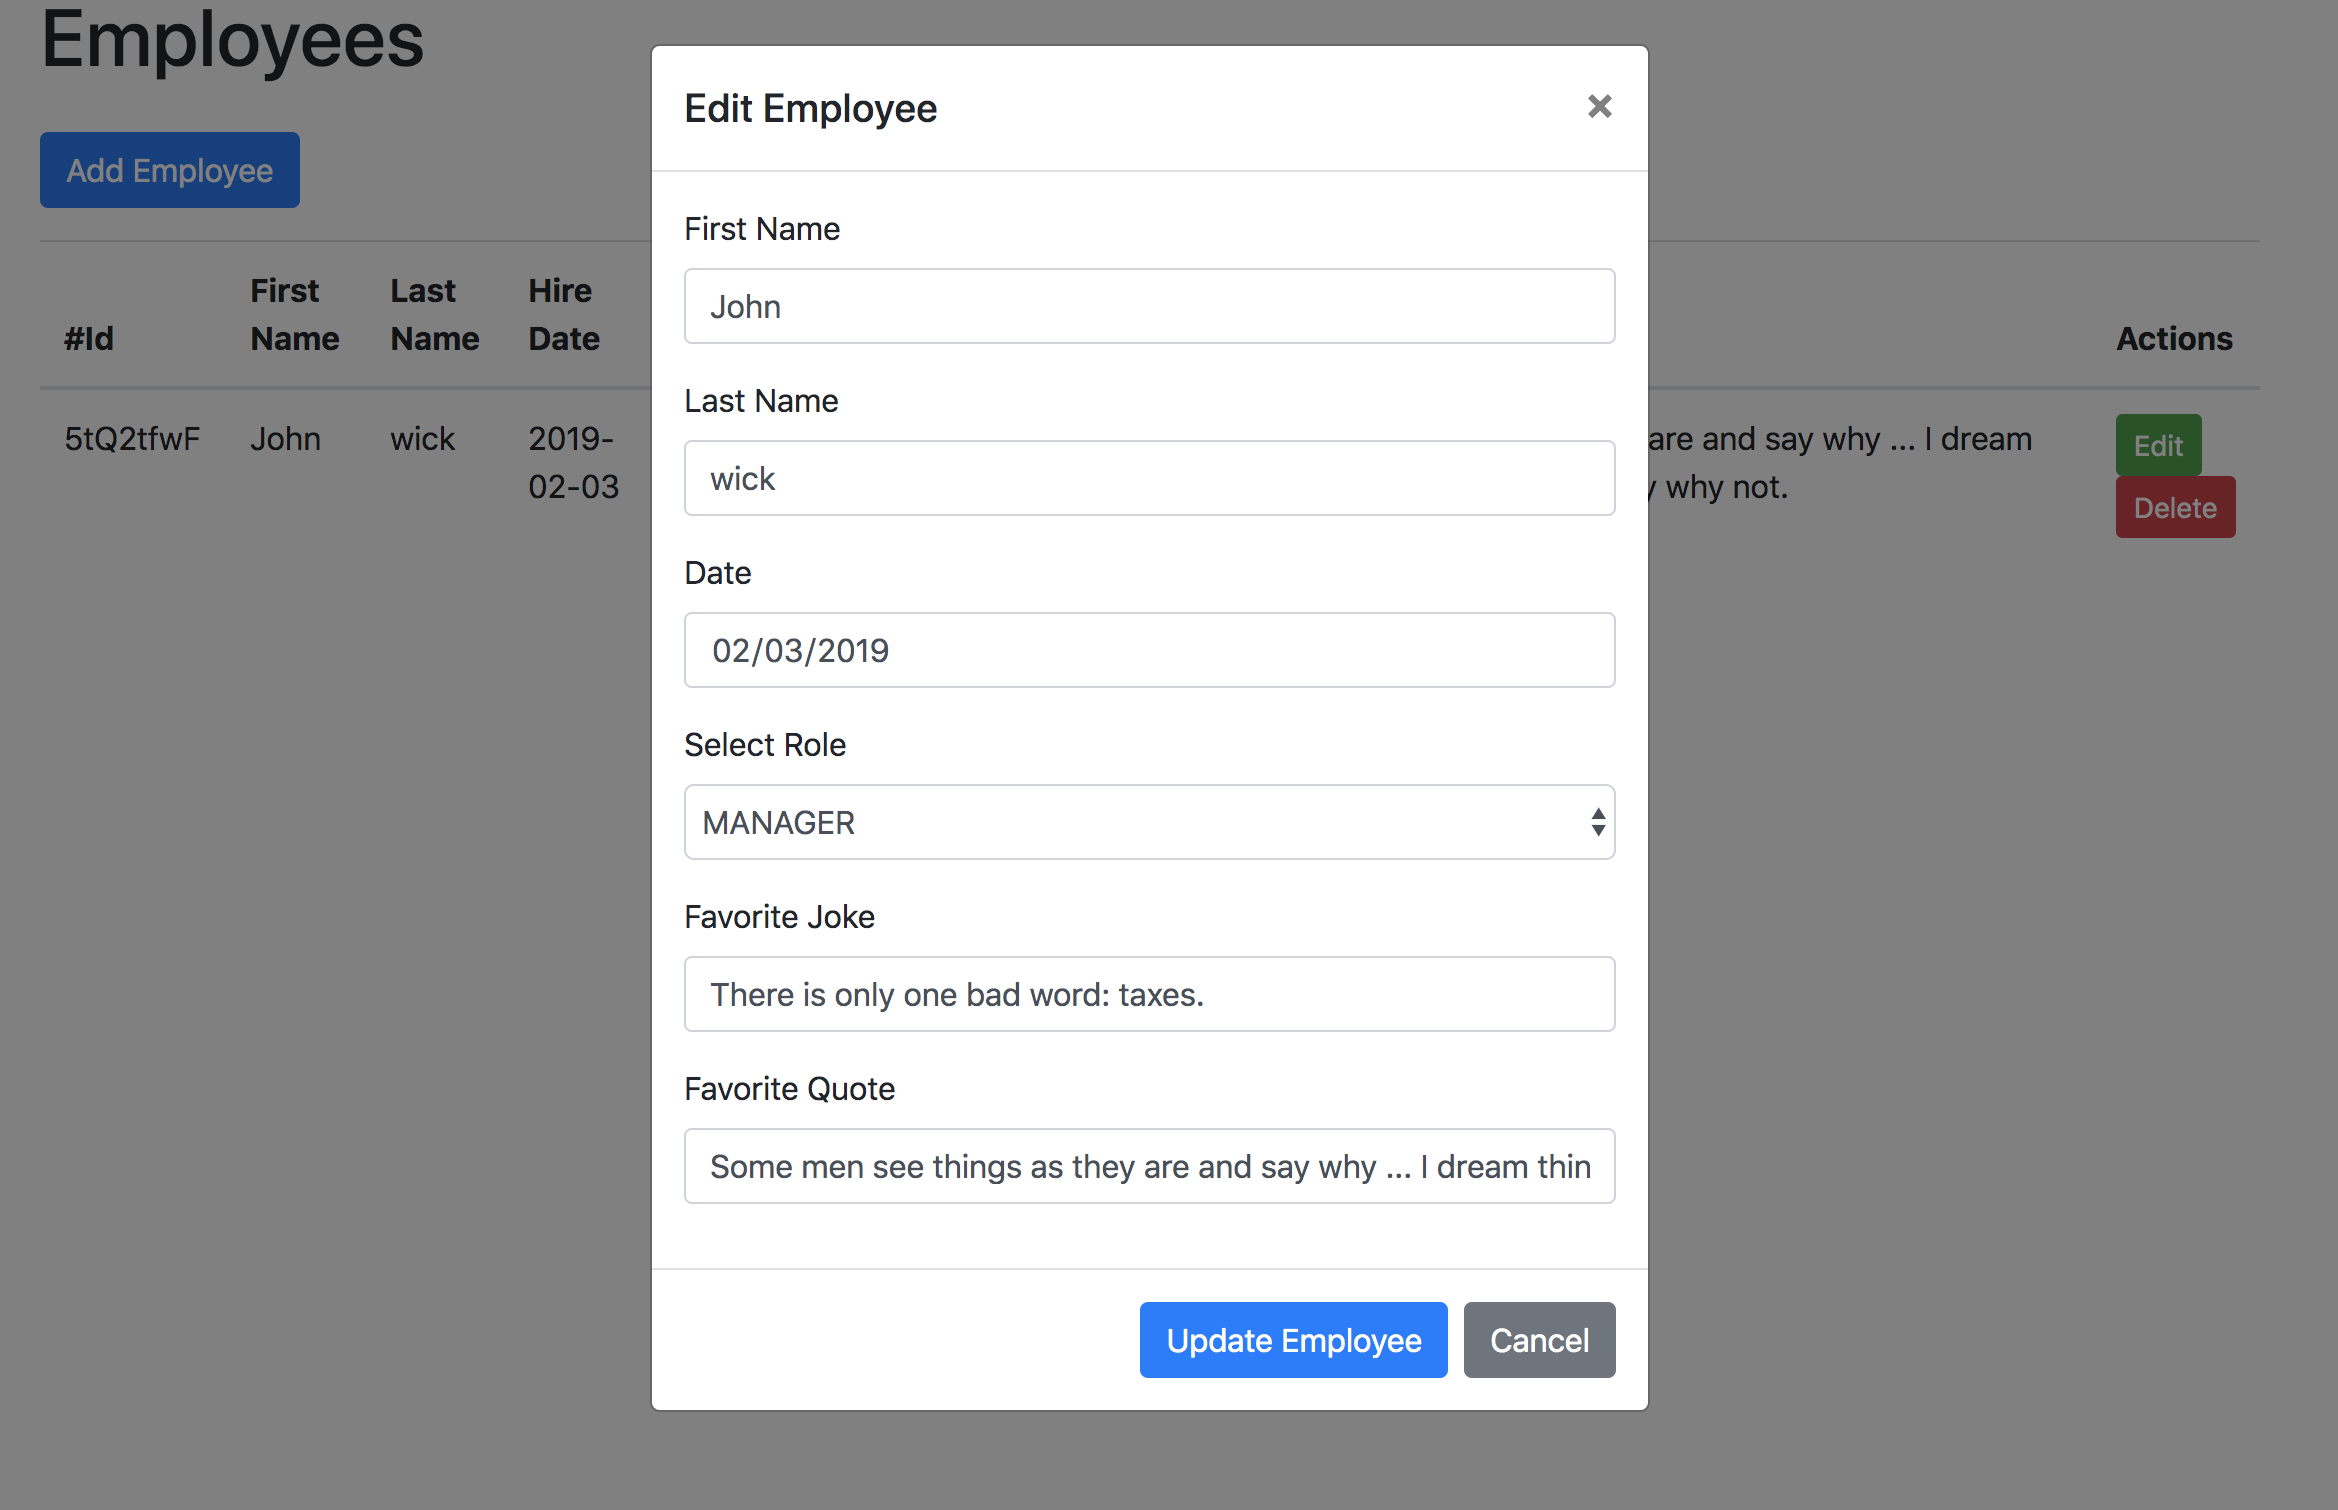 Employees
Add Employee
#Id
First Name
Last Name
Hire Date
Actions
5tQ2tfwF
John
wick
2019-
02-03
are and say why ... I dream
why not.
Edit
Delete
Edit Employee
×
First Name
John
Last Name
wick
Date
02/03/2019
Select Role
MANAGER
Favorite Joke
There is only one bad word: taxes.
Favorite Quote
Some men see things as they are and say why ... I dream thin
Update Employee
Cancel